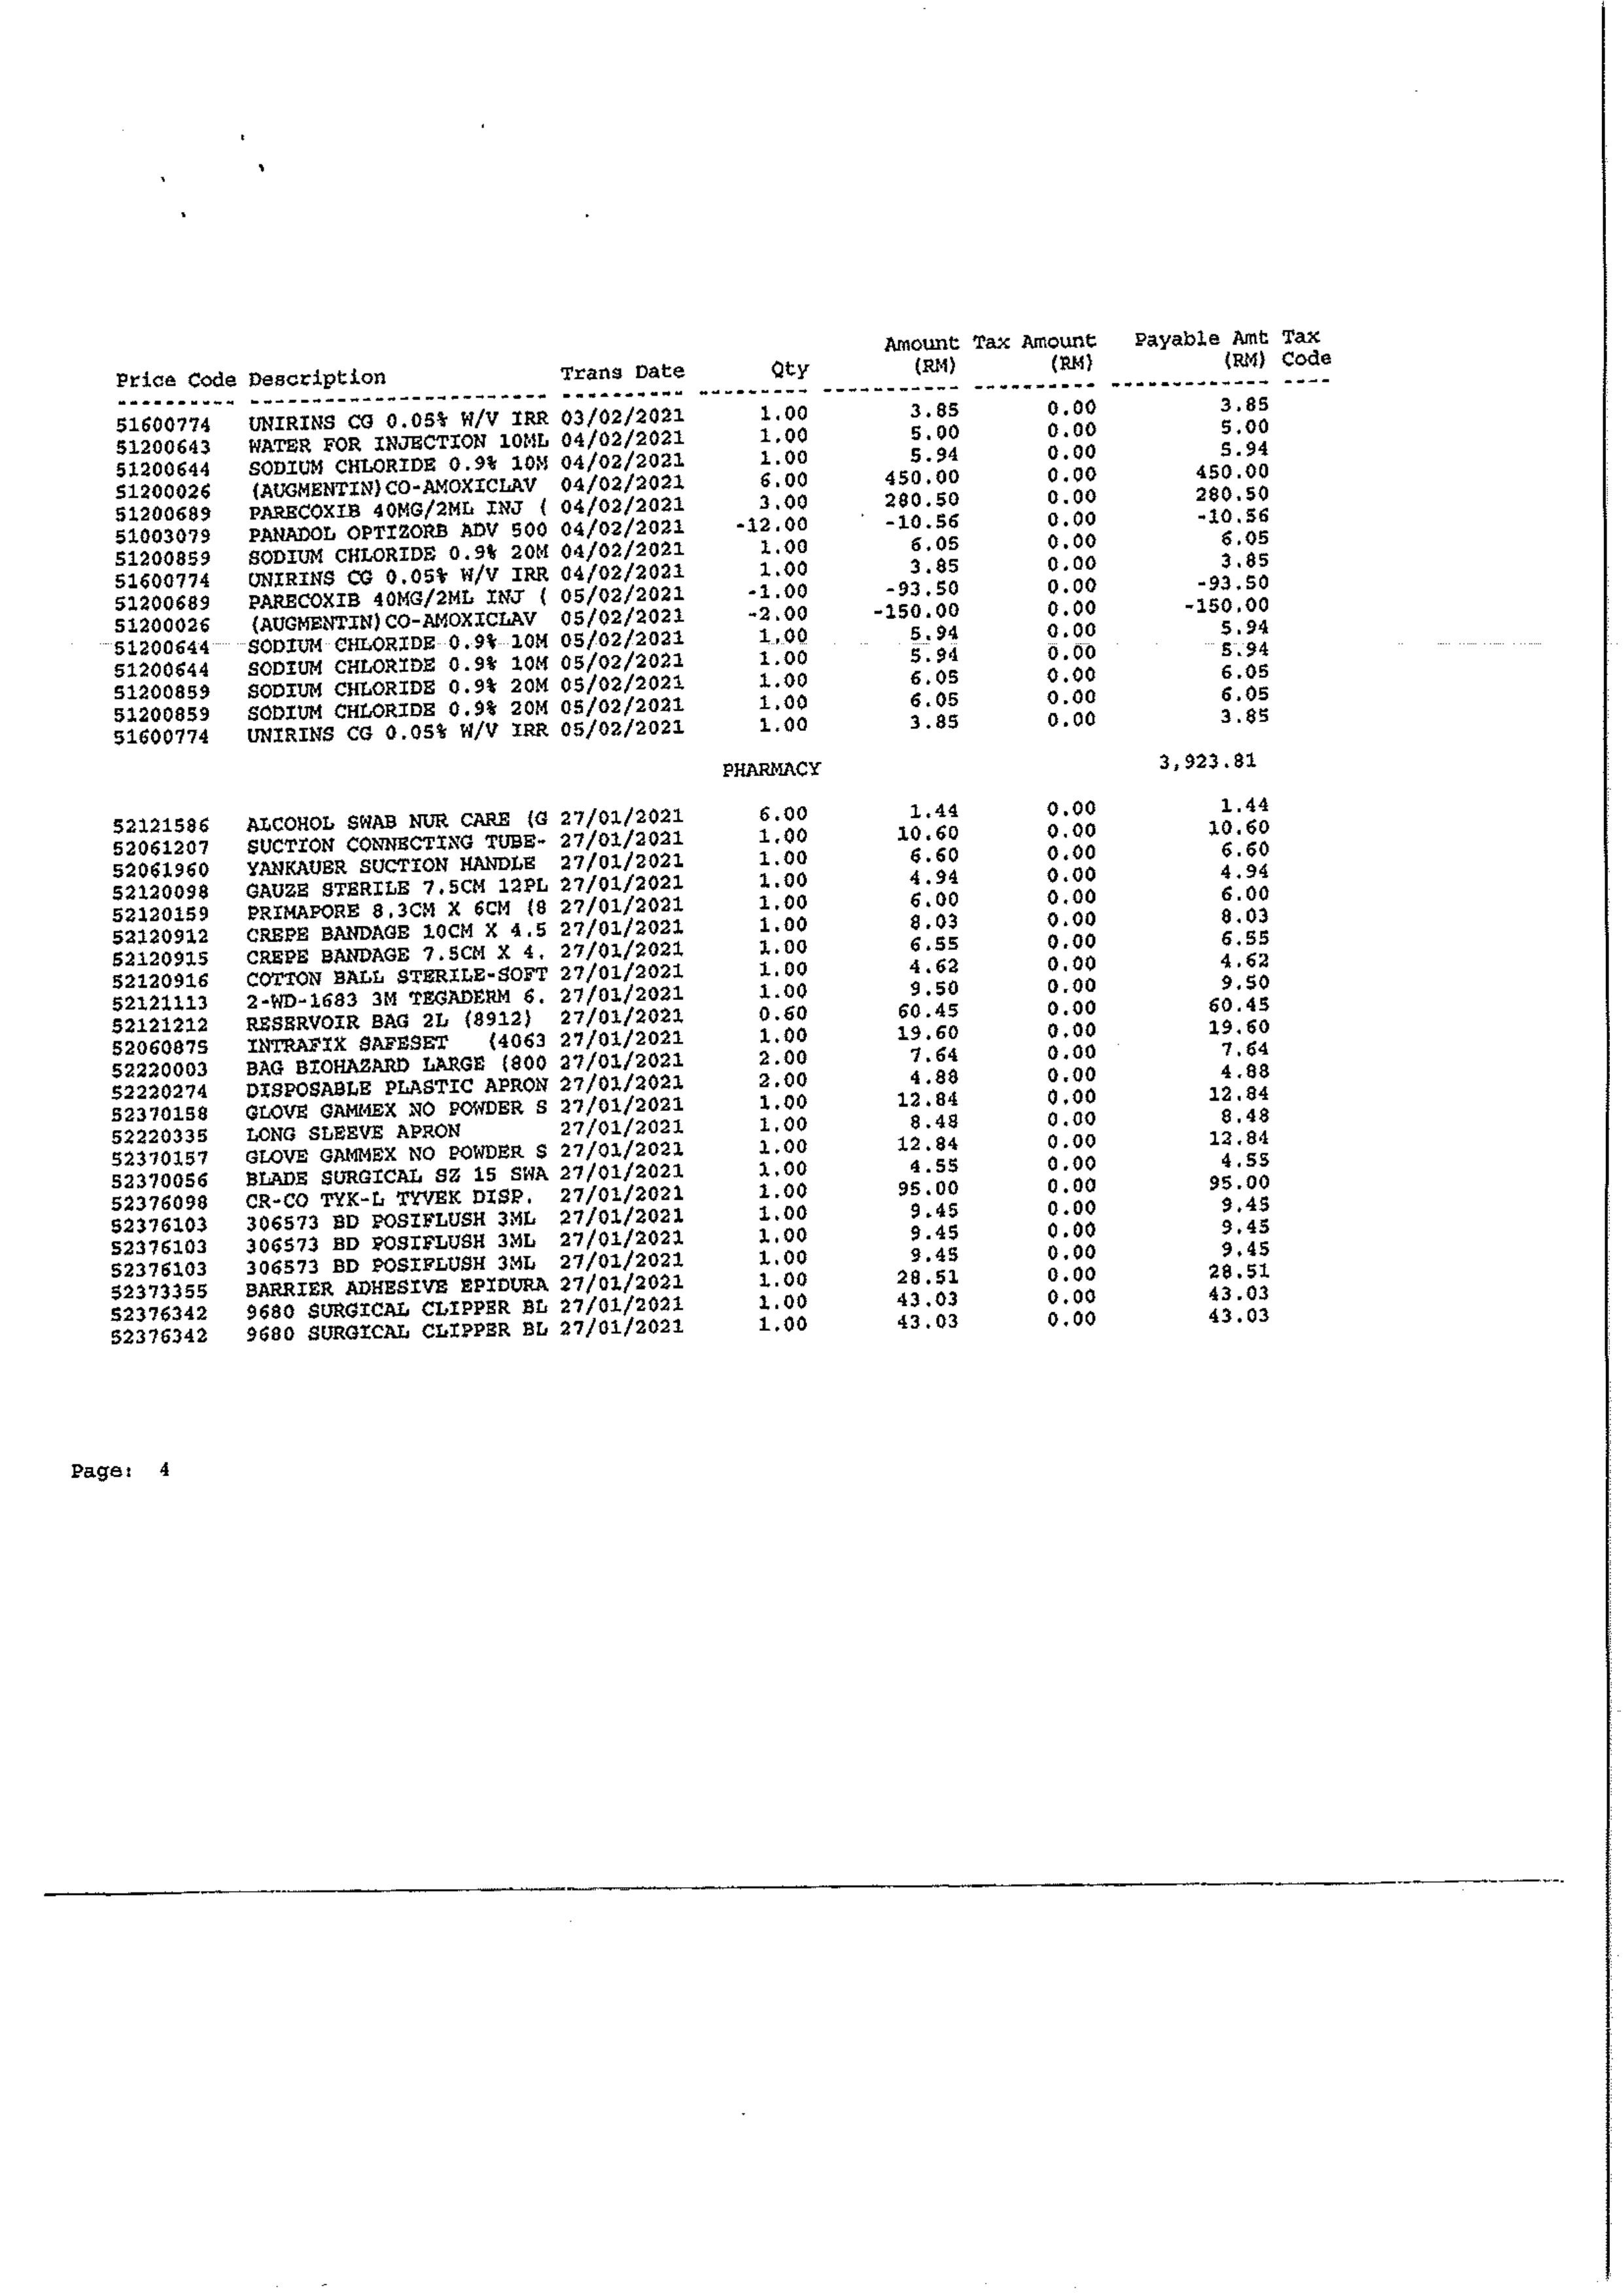 Amount Tax Amount Payable Amt Tax
Price Code Description Trans Date Qty (RM) (RM) (RM) Code
51600774 UNIRINS CG 0.05% W/V IRR 03/02/2021 1.00 3.85 0.00 3.85
51200643 WATER FOR INJECTION 10ML 04/02/2021 1.00 5.00 0.00 5.00
51200644 SODIUM CHLORIDE 0.9% 10M 04/02/2021 1.00 5.94 0.00 5.94
51200026 (AUGMENTIN)CO-AMOXICLAV 04/02/2021 6.00 450.00 0.00 450.00
51200689 PARECOXIB 40MG/2ML INJ ( 04/02/2021 3.00 280.50 0.00 280.50
51003079 PANADOL OPTIZORB ADV 500 04/02/2021 -12.00 -10.56 0.00 -10.56
51200859 SODIUM CHLORIDE 0.9% 20M 04/02/2021 1.00 6.05 0.00 6.05
51600774 UNIRINS CG 0.05% W/V IRR 04/02/2021 1.00 3.85 0.00 3.85
51200689 PARECOXIB 40MG/2ML INJ ( 05/02/2021 -1.00 -93.50 0.00 -93.50
51200026 (AUGMENTIN)CO-AMOXICLAV 05/02/2021 -2.00 -150.00 0.00 -150.00
51200644 SODIUM CHLORIDE 0.9% 10M 05/02/2021 1.00 5.94 0.00 5.94
51200644 SODIUM CHLORIDE 0.9% 10M 05/02/2021 1.00 5.94 0.00 5.94
51200859 SODIUM CHLORIDE 0.9% 20M 05/02/2021 1.00 6.05 0.00 6.05
51200859 SODIUM CHLORIDE 0.9% 20M 05/02/2021 1.00 6.05 0.00 6.05
51600774 UNIRINS CG 0.05% W/V IRR 05/02/2021 1.00 3.85 0.00 3.85
PHARMACY 3,923.81
52121586 ALCOHOL SWAB NUR CARE (G 27/01/2021 6.00 1.44 0.00 1.44
52061207 SUCTION CONNECTING TUBE- 27/01/2021 1.00 10.60 0.00 10.60
52061960 YANKAUER SUCTION HANDLE 27/01/2021 1.00 6.60 0.00 6.60
52120098 GAUZE STERILE 7.5CM 12PL 27/01/2021 1.00 4.94 0.00 4.94
52120159 PRIMAPORE 8.3CM X 6CM (8 27/01/2021 1.00 6.00 0.00 6.00
52120912 CREPE BANDAGE 10CM X 4.5 27/01/2021 1.00 8.03 0.00 8.03
52120915 CREPE BANDAGE 7.5CM X 4. 27/01/2021 1.00 6.55 0.00 6.55
52120916 COTTON BALL STERILE-SOFT 27/01/2021 1.00 4.62 0.00 4.62
52121113 2-WD-1683 3M TEGADERM 6. 27/01/2021 1.00 9.50 0.00 9.50
52121212 RESERVOIR BAG 2L (8912) 27/01/2021 0.60 60.45 0.00 60.45
52060875 INTRAFIX SAFESET (4063 27/01/2021 1.00 19.60 0.00 19.60
52220003 BAG BIOHAZARD LARGE (800 27/01/2021 2.00 7.64 0.00 7.64
52220274 DISPOSABLE PLASTIC APRON 27/01/2021 2.00 4.88 0.00 4.88
52370158 GLOVE GAMMEX NO POWDER S 27/01/2021 1.00 12.84 0.00 12.84
52220335 LONG SLEEVE APRON 27/01/2021 1.00 8.48 0.00 8.48
52370157 GLOVE GAMMEX NO POWDER S 27/01/2021 1.00 12.84 0.00 12.84
52370056 BLADE SURGICAL SZ 15 SWA 27/01/2021 1.00 4.55 0.00 4.55
52376098 CR-CO TYK-L TYVEK DISP. 27/01/2021 1.00 95.00 0.00 95.00
52376103 306573 BD POSIFLUSH 3ML 27/01/2021 1.00 9.45 0.00 9.45
52376103 306573 BD POSIFLUSH 3ML 27/01/2021 1.00 9.45 0.00 9.45
52376103 306573 BD POSIFLUSH 3ML 27/01/2021 1.00 9.45 0.00 9.45
52373355 BARRIER ADHESIVE EPIDURA 27/01/2021 1.00 28.51 0.00 28.51
52376342 9680 SURGICAL CLIPPER BL 27/01/2021 1.00 43.03 0.00 43.03
52376342 9680 SURGICAL CLIPPER BL 27/01/2021 1.00 43.03 0.00 43.03
Page: 4